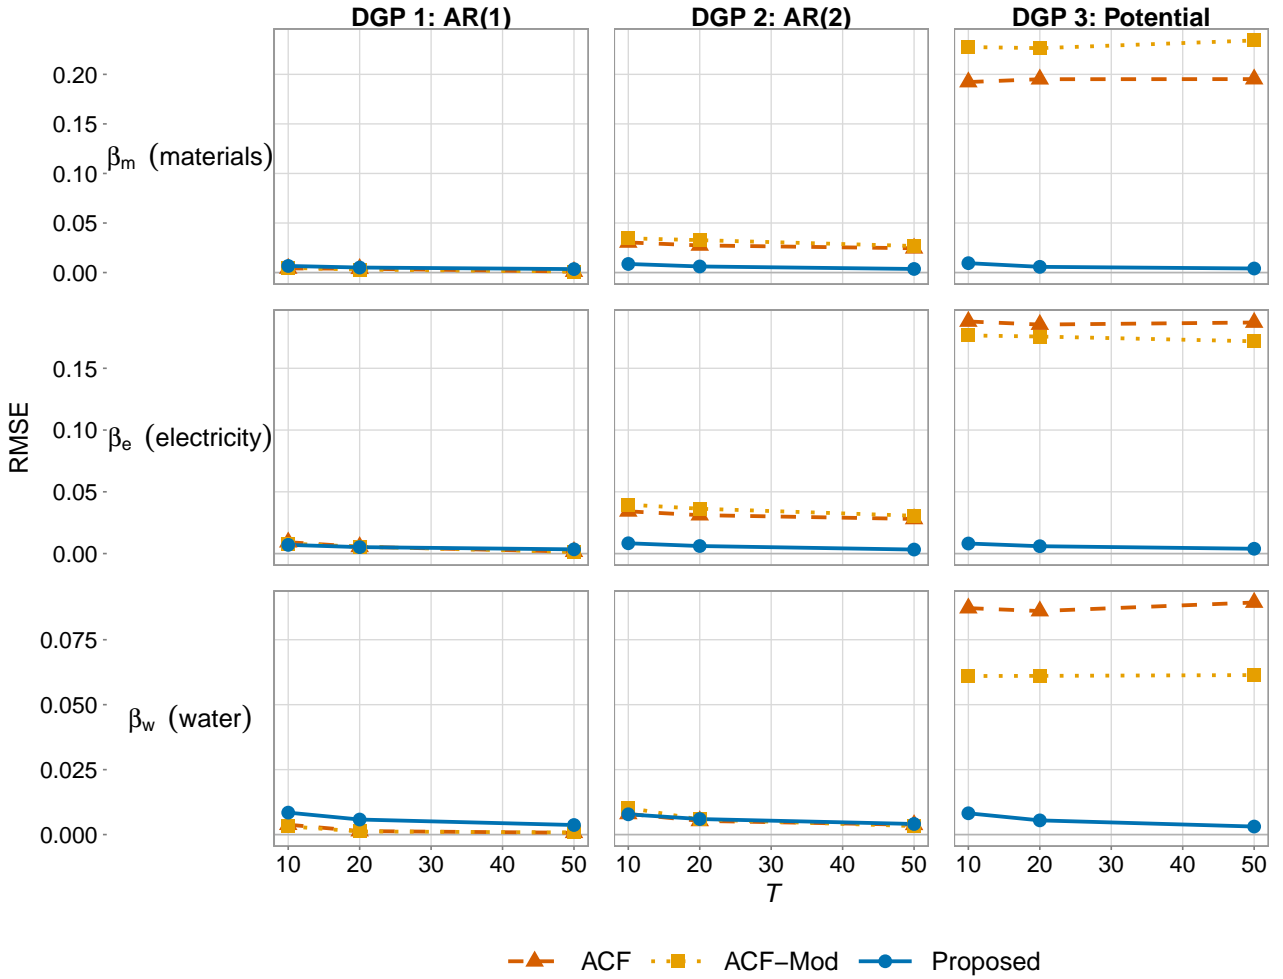 DGP 1: AR(1) DGP 2: AR(2) DGP 3: Potential
0.20
0.15
βm (materials)
0.10
0.05
0.00
0.15
0.10
βe (electricity)
0.05
0.00
RMSE
0.075
0.050
βw (water)
0.025
0.000
10 20 30 40 50 10 20 30 40 50 10 20 30 40 50
T
ACF ACF−Mod Proposed